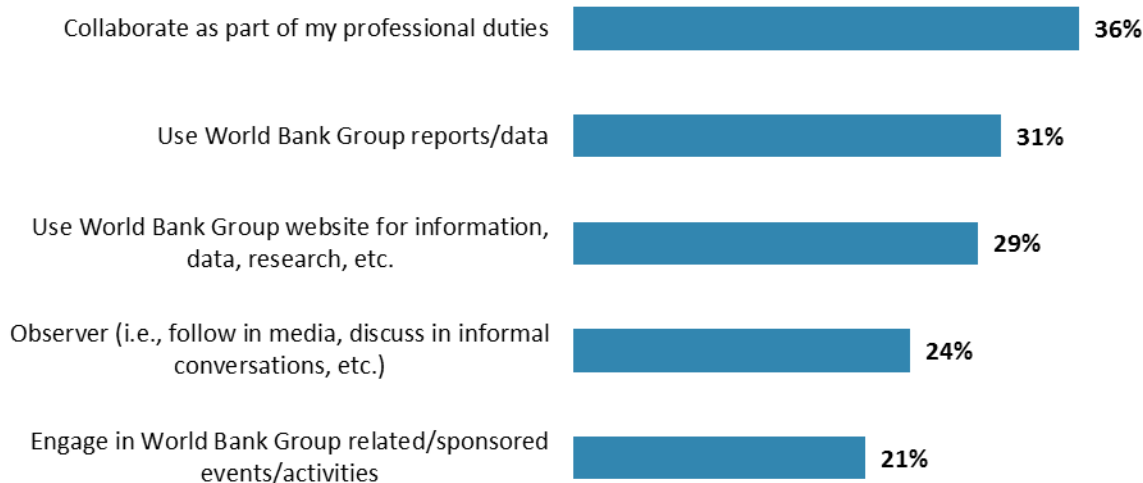 Collaborate as part of my professional duties
36%
Use World Bank Group reports/data
31%
Use World Bank Group website for information,
data, research, etc.
29%
Observer (i.e., follow in media, discuss in informal
conversations, etc.)
24%
Engage in World Bank Group related/sponsored
events/activities
21%